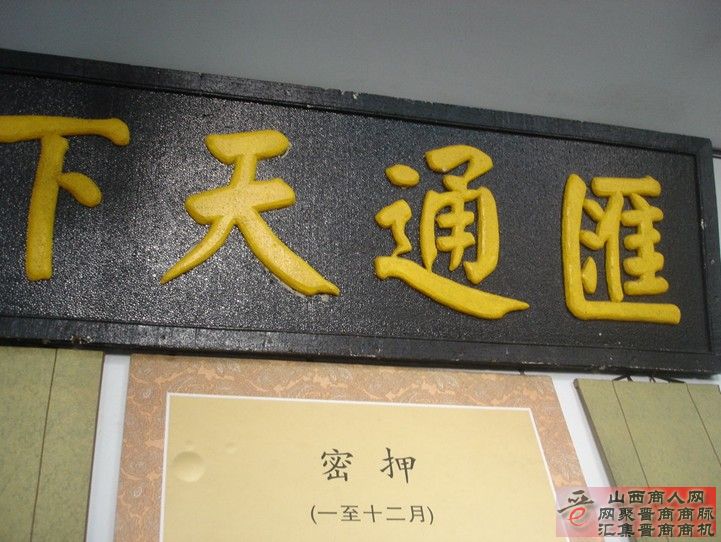 匯通天下
密押
(一至十二月)
晋
山西商人网
网聚晋商商脉
汇集晋商商机